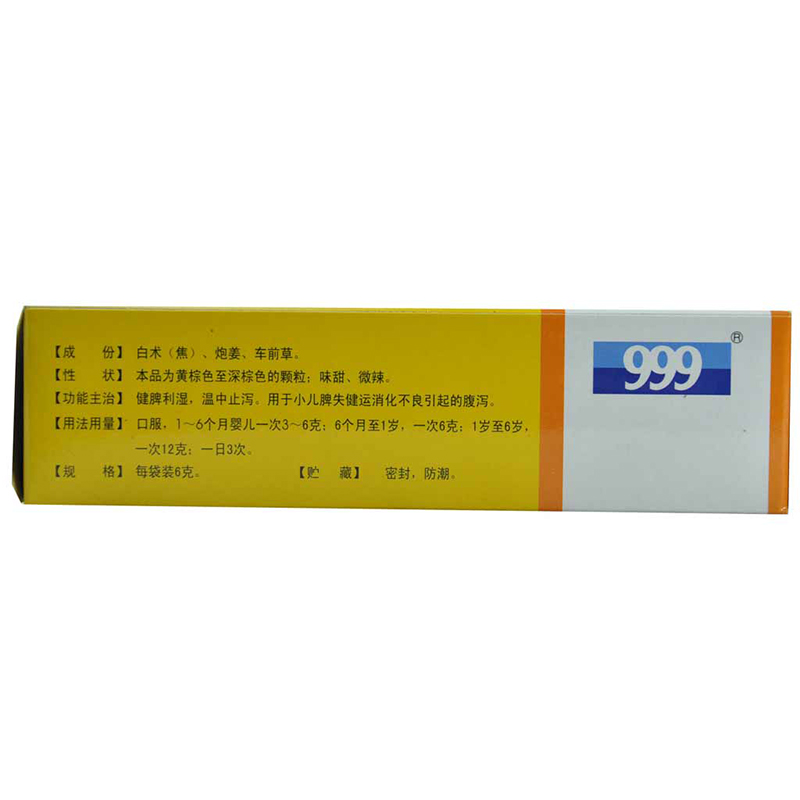 999®
【成 份】 白术（焦）、炮姜、车前草。
【性 状】 本品为黄棕色至深棕色的颗粒；味甜、微辣。
【功能主治】 健脾利湿，温中止泻。用于小儿脾失健运消化不良引起的腹泻。
【用法用量】 口服，1～6个月婴儿一次3～6克；6个月至1岁，一次6克；1岁至6岁，
一次12克；一日3次。
【规 格】 每袋装6克。 【贮 藏】 密封，防潮。